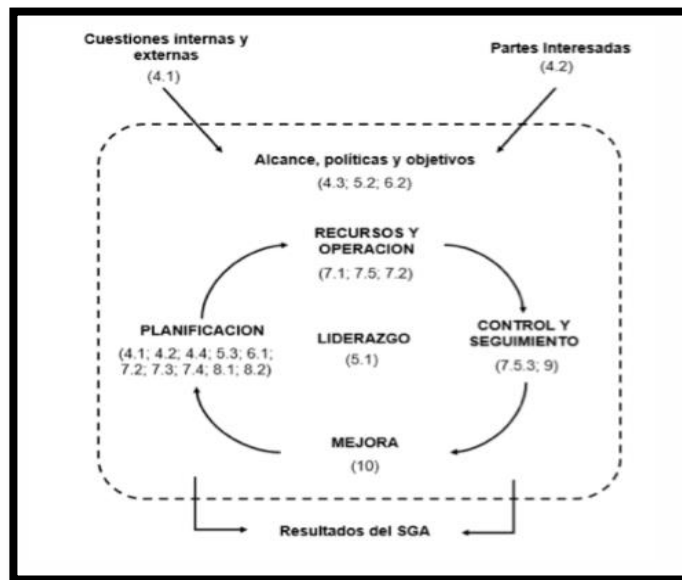 Cuestiones internas y
externas
(4.1)
Partes Interesadas
(4.2)
Alcance, políticas y objetivos
(4.3; 5.2; 6.2)
RECURSOS Y
OPERACION
(7.1; 7.5; 7.2)
PLANIFICACION
(4.1; 4.2; 4.4; 5.3; 6.1;
7.2; 7.3; 7.4; 8.1; 8.2)
LIDERAZGO
(5.1)
CONTROL Y
SEGUIMIENTO
(7.5.3; 9)
MEJORA
(10)
Resultados del SGA